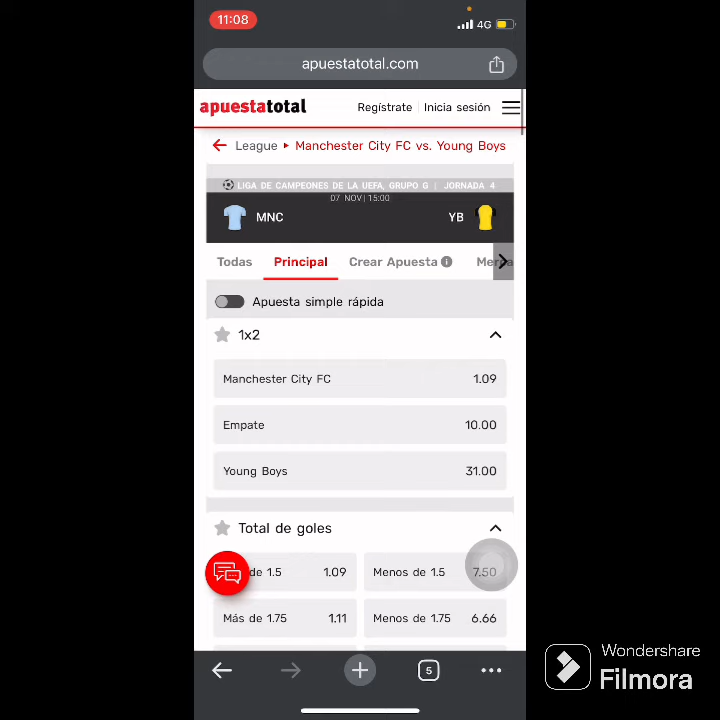 11:08
4G
apuestatotal.com
apuestatotal Regístrate Inicia sesión
League Manchester City FC vs. Young Boys
LIGA DE CAMPEONES DE LA UEFA, GRUPO G | JORNADA 4
07 NOV | 15:00
MNC YB
Todas Principal Crear Apuesta i
Apuesta simple rápida
1x2
Manchester City FC 1.09
Empate 10.00
Young Boys 31.00
Total de goles
de 1.5 1.09 Menos de 1.5 7.50
Más de 1.75 1.11 Menos de 1.75 6.66
5
Wondershare
Filmora